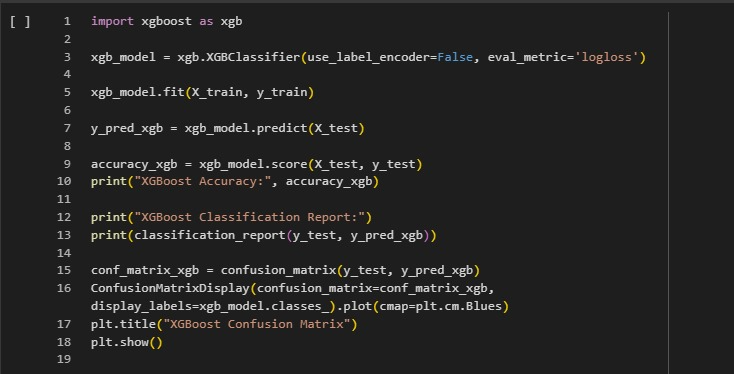 [ ] 1 import xgboost as xgb
2
3 xgb_model = xgb.XGBClassifier(use_label_encoder=False, eval_metric='logloss')
4
5 xgb_model.fit(X_train, y_train)
6
7 y_pred_xgb = xgb_model.predict(X_test)
8
9 accuracy_xgb = xgb_model.score(X_test, y_test)
10 print("XGBoost Accuracy:", accuracy_xgb)
11
12 print("XGBoost Classification Report:")
13 print(classification_report(y_test, y_pred_xgb))
14
15 conf_matrix_xgb = confusion_matrix(y_test, y_pred_xgb)
16 ConfusionMatrixDisplay(confusion_matrix=conf_matrix_xgb,
display_labels=xgb_model.classes_).plot(cmap=plt.cm.Blues)
17 plt.title("XGBoost Confusion Matrix")
18 plt.show()
19